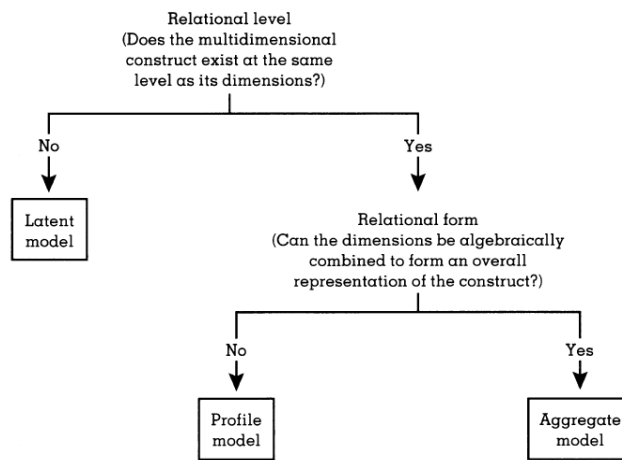 Relational level
(Does the multidimensional
construct exist at the same
level as its dimensions?)
No
Yes
Latent
model
Relational form
(Can the dimensions be algebraically
combined to form an overall
representation of the construct?)
No
Yes
Profile
model
Aggregate
model